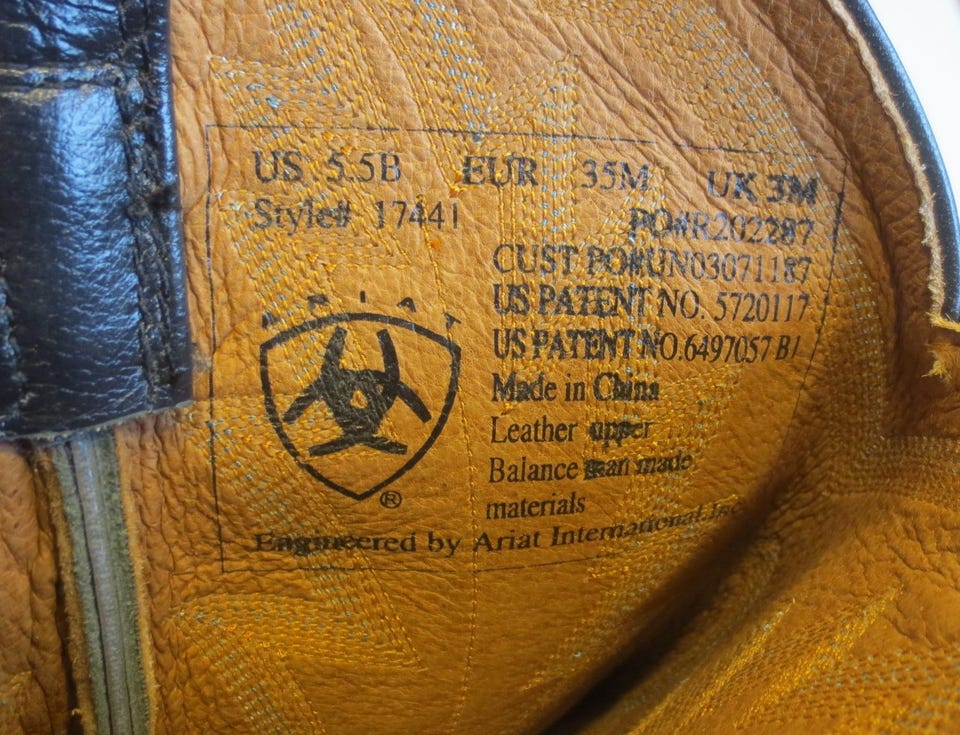 US 5.5B EUR 35M UK 3M
Style# 17441
PO#R202287
CUST PO#UN03071187
US PATENT NO. 5720117
US PATENT NO.6497057 B1
ARIAT
Made in China
Leather upper
Balance man made
materials
®
Engineered by Ariat International.Inc